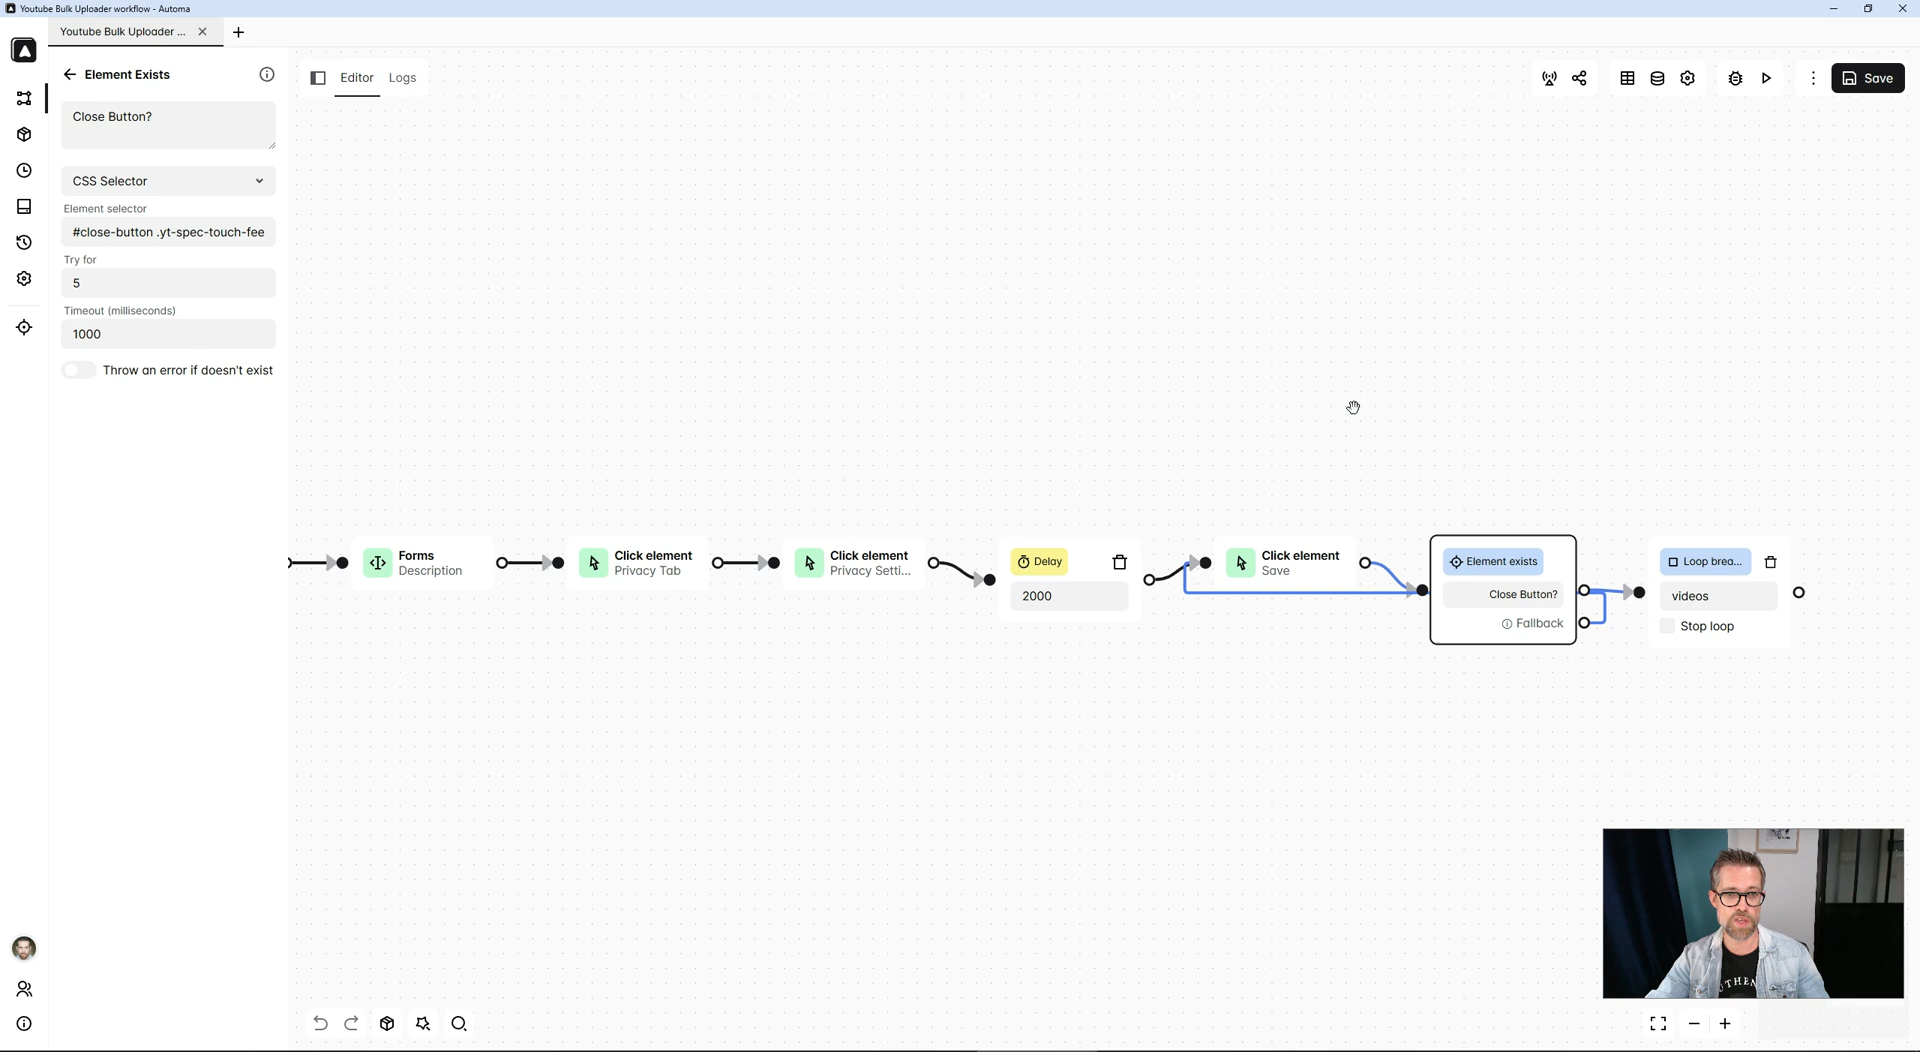 Youtube Bulk Uploader workflow - Automa
Youtube Bulk Uploader ...
Element Exists
Editor
Logs
Save
Close Button?
CSS Selector
Element selector
#close-button .yt-spec-touch-fee
Try for
5
Timeout (milliseconds)
1000
Throw an error if doesn't exist
Forms
Description
Click element
Privacy Tab
Click element
Privacy Setti...
Delay
2000
Click element
Save
Element exists
Close Button?
Fallback
Loop brea...
videos
Stop loop